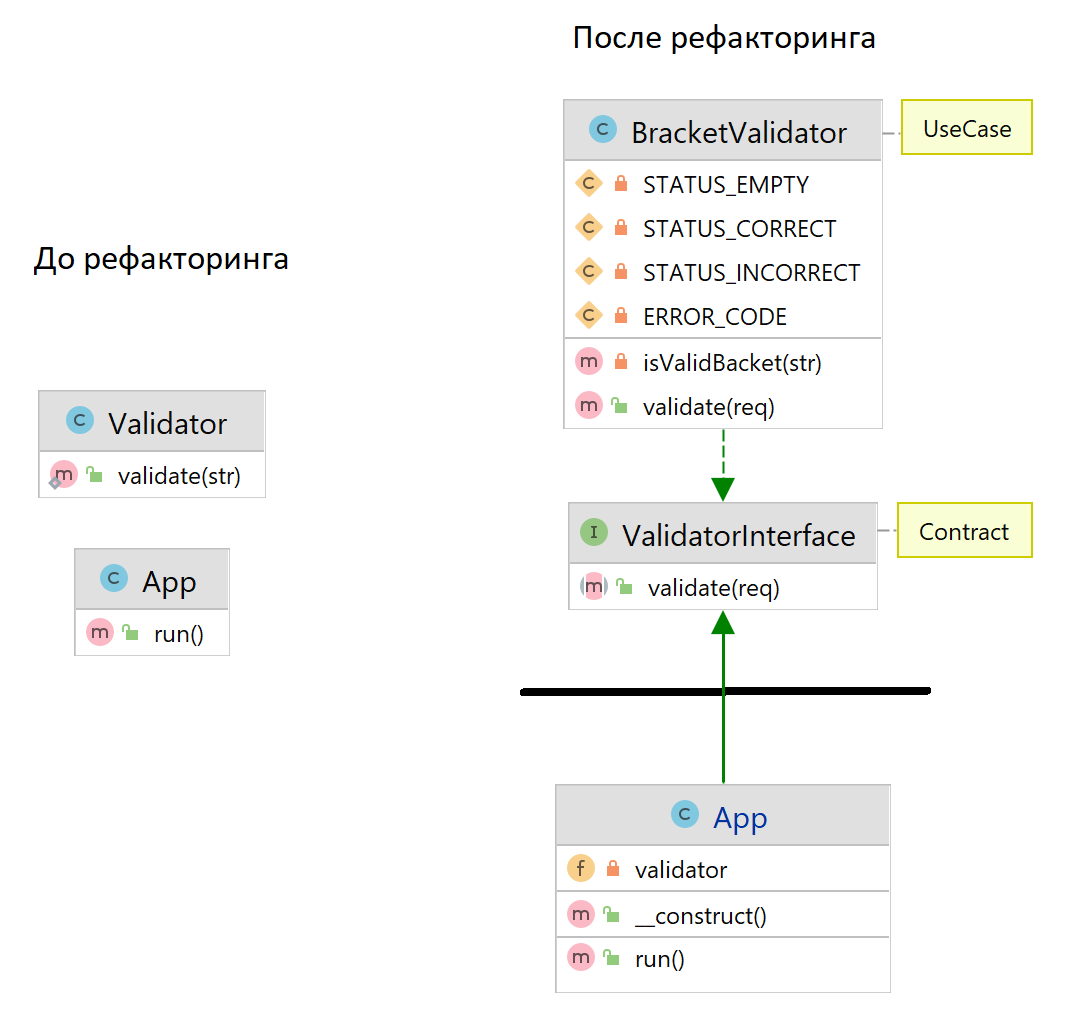 До рефакторинга
C Validator
m validate(str)
C App
m run()
После рефакторинга
C BracketValidator
UseCase
C STATUS_EMPTY
C STATUS_CORRECT
C STATUS_INCORRECT
C ERROR_CODE
m isValidBacket(str)
m validate(req)
I ValidatorInterface
Contract
m validate(req)
C App
f validator
m __construct()
m run()